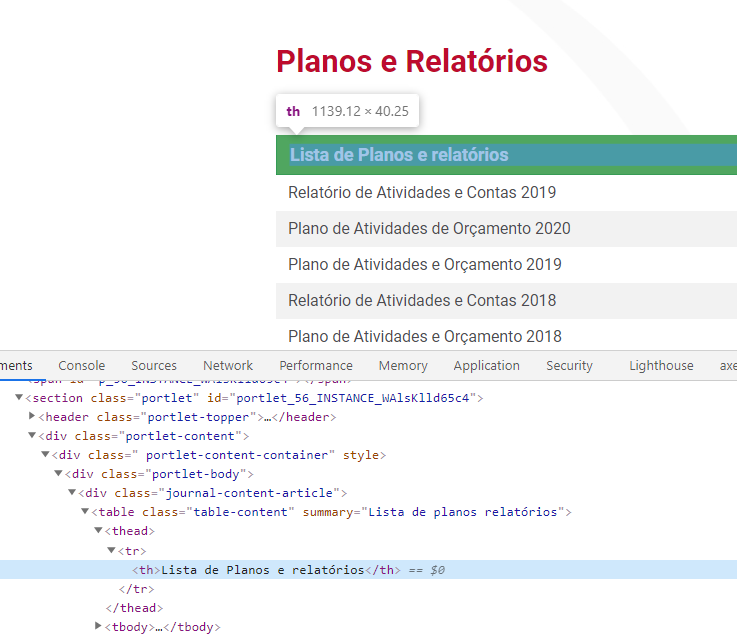 Planos e Relatórios
th 1139.12 × 40.25
Lista de Planos e relatórios
Relatório de Atividades e Contas 2019
Plano de Atividades de Orçamento 2020
Plano de Atividades e Orçamento 2019
Relatório de Atividades e Contas 2018
Plano de Atividades e Orçamento 2018
ments Console Sources Network Performance Memory Application Security Lighthouse axe
<section class="portlet" id="portlet_56_INSTANCE_WAlsKlld65c4">
<header class="portlet-topper">…</header>
<div class="portlet-content">
<div class=" portlet-content-container" style>
<div class="portlet-body">
<div class="journal-content-article">
<table class="table-content" summary="Lista de planos relatórios">
<thead>
<tr>
<th>Lista de Planos e relatórios</th> == $0
</tr>
</thead>
<tbody>…</tbody>